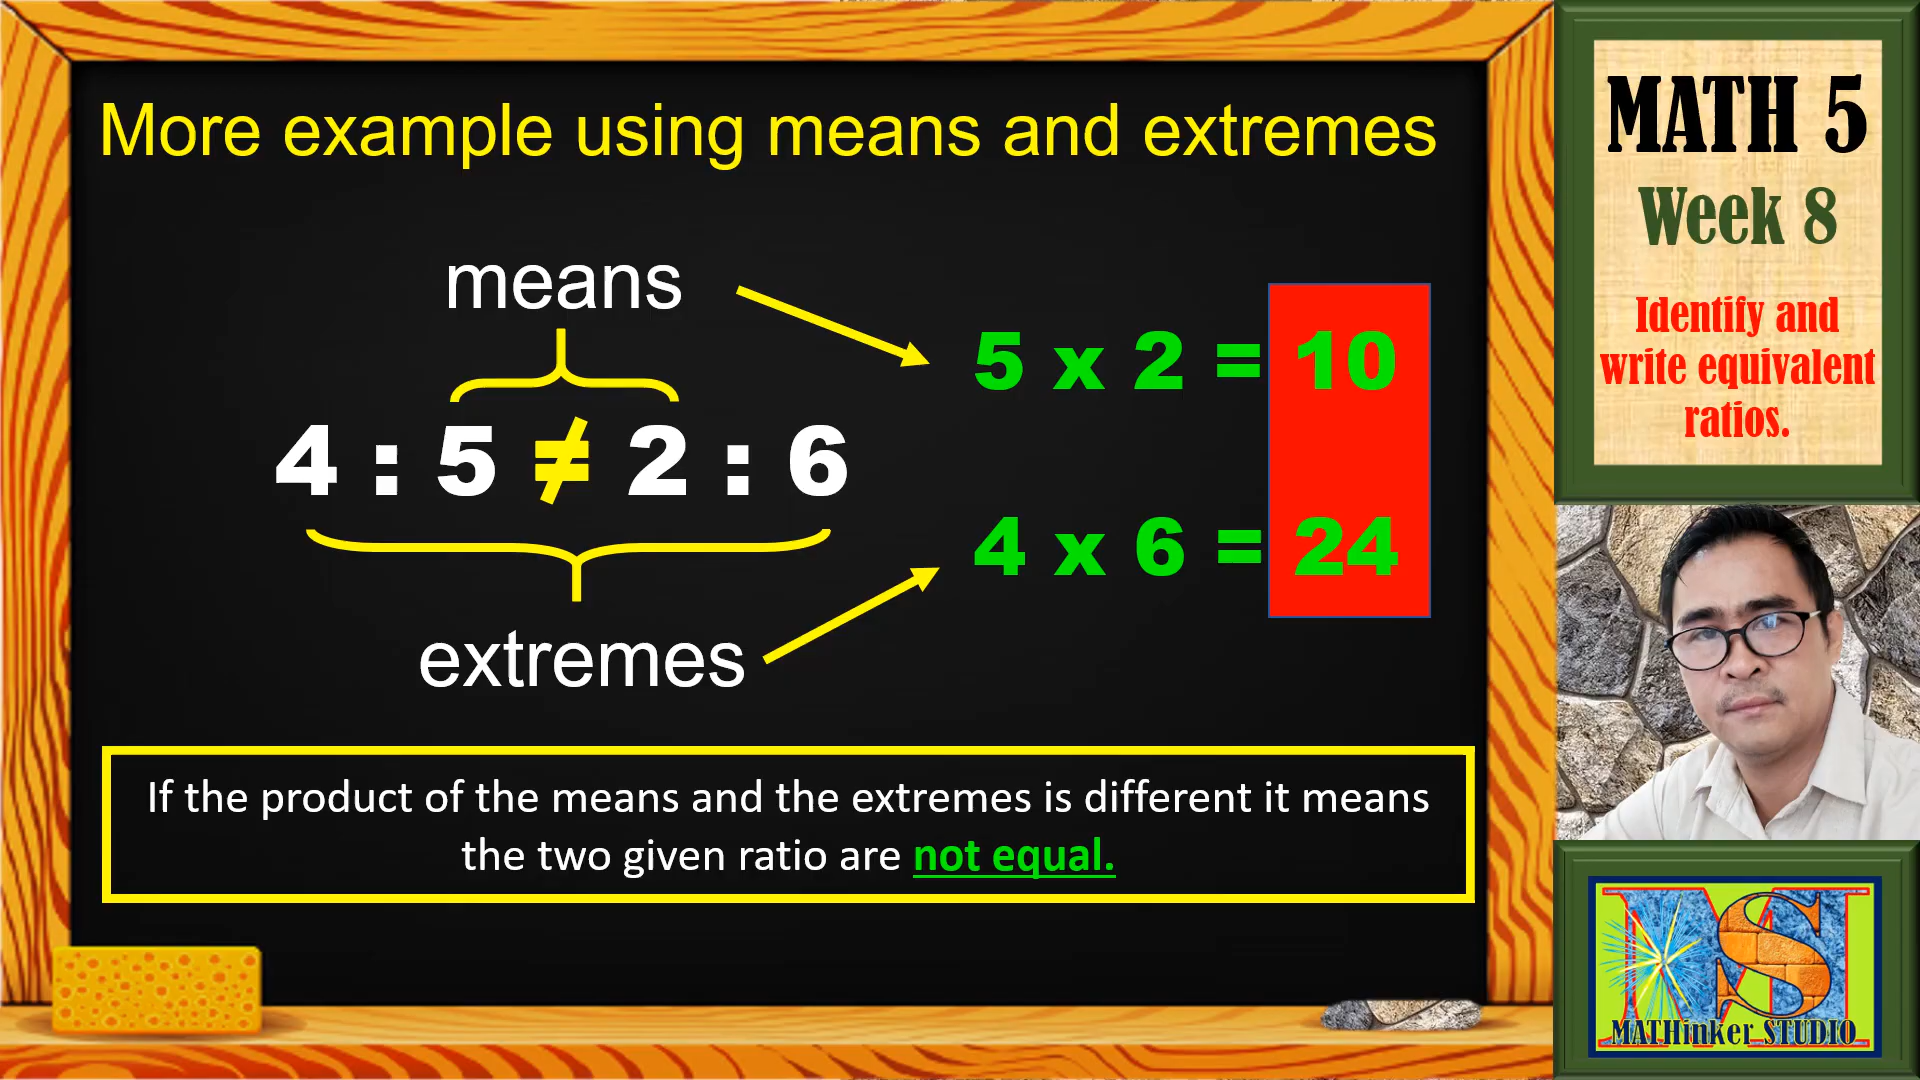 More example using means and extremes
means
5 x 2 = 10
4 : 5 ≠ 2 : 6
4 x 6 = 24
extremes
If the product of the means and the extremes is different it means
the two given ratio are not equal.
MATH 5
Week 8
Identify and
write equivalent
ratios.
MS
MATHinker STUDIO